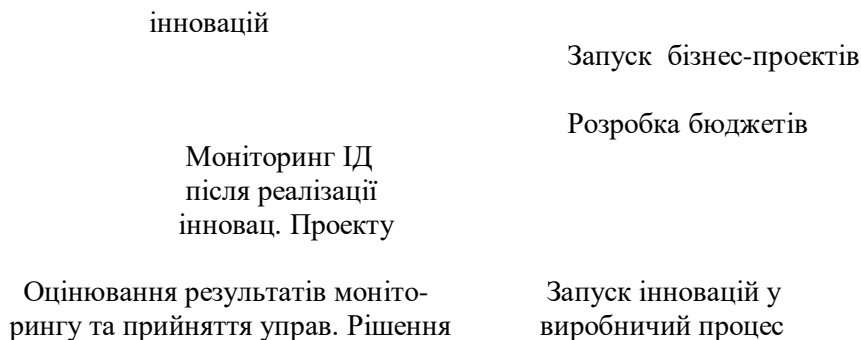 інновацій
Запуск бізнес-проектів
Розробка бюджетів
Моніторинг ІД
після реалізації
інновац. Проекту
Оцінювання результатів моніто-
рингу та прийняття управ. Рішення
Запуск інновацій у
виробничий процес